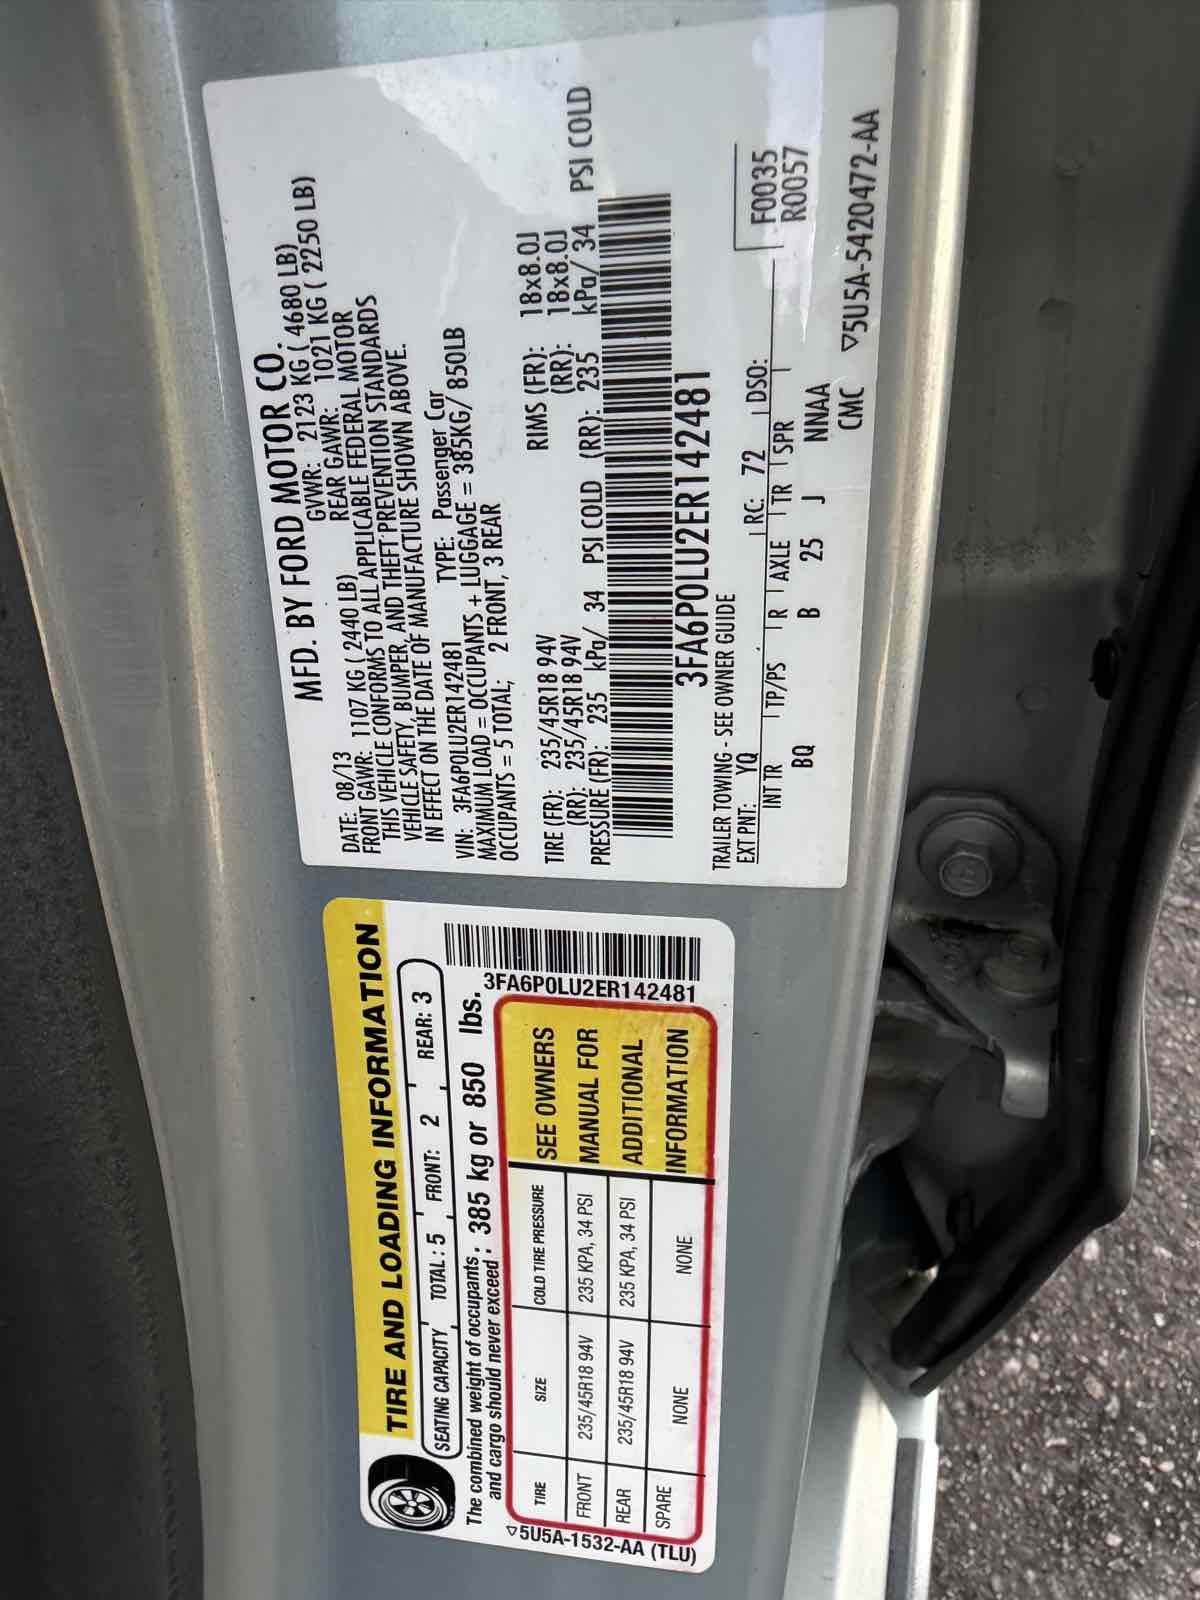 MFD. BY FORD MOTOR CO.
DATE: 08/13 GVWR: 2123 KG ( 4680 LB)
FRONT GAWR: 1107 KG ( 2440 LB) REAR GAWR: 1021 KG ( 2250 LB)
THIS VEHICLE CONFORMS TO ALL APPLICABLE FEDERAL MOTOR
VEHICLE SAFETY, BUMPER, AND THEFT PREVENTION STANDARDS
IN EFFECT ON THE DATE OF MANUFACTURE SHOWN ABOVE.
VIN: 3FA6P0LU2ER142481 TYPE: Passenger Car
MAXIMUM LOAD = OCCUPANTS + LUGGAGE = 385KG/ 850LB
OCCUPANTS = 5 TOTAL, 2 FRONT, 3 REAR
TIRE (FR): 235/45R18 94V RIMS (FR): 18x8.0J
(RR): 235/45R18 94V (RR): 18x8.0J
PRESSURE (FR): 235 kPa/ 34 PSI COLD (RR): 235 kPa/ 34 PSI COLD
3FA6P0LU2ER142481
TRAILER TOWING - SEE OWNER GUIDE
F0035
R0057
EXT PNT: YQ RC: 72 DSO:
INT TR TP/PS R AXLE TR SPR
BQ B 25 J NNAA
CMC ▽5U5A-5420472-AA
TIRE AND LOADING INFORMATION
SEATING CAPACITY TOTAL : 5 FRONT: 2 REAR: 3
The combined weight of occupants
and cargo should never exceed : 385 kg or 850 lbs.
3FA6P0LU2ER142481
TIRE SIZE COLD TIRE PRESSURE
FRONT 235/45R18 94V 235 KPA, 34 PSI
REAR 235/45R18 94V 235 KPA, 34 PSI
SPARE NONE NONE
SEE OWNERS
MANUAL FOR
ADDITIONAL
INFORMATION
▽5U5A-1532-AA (TLU)